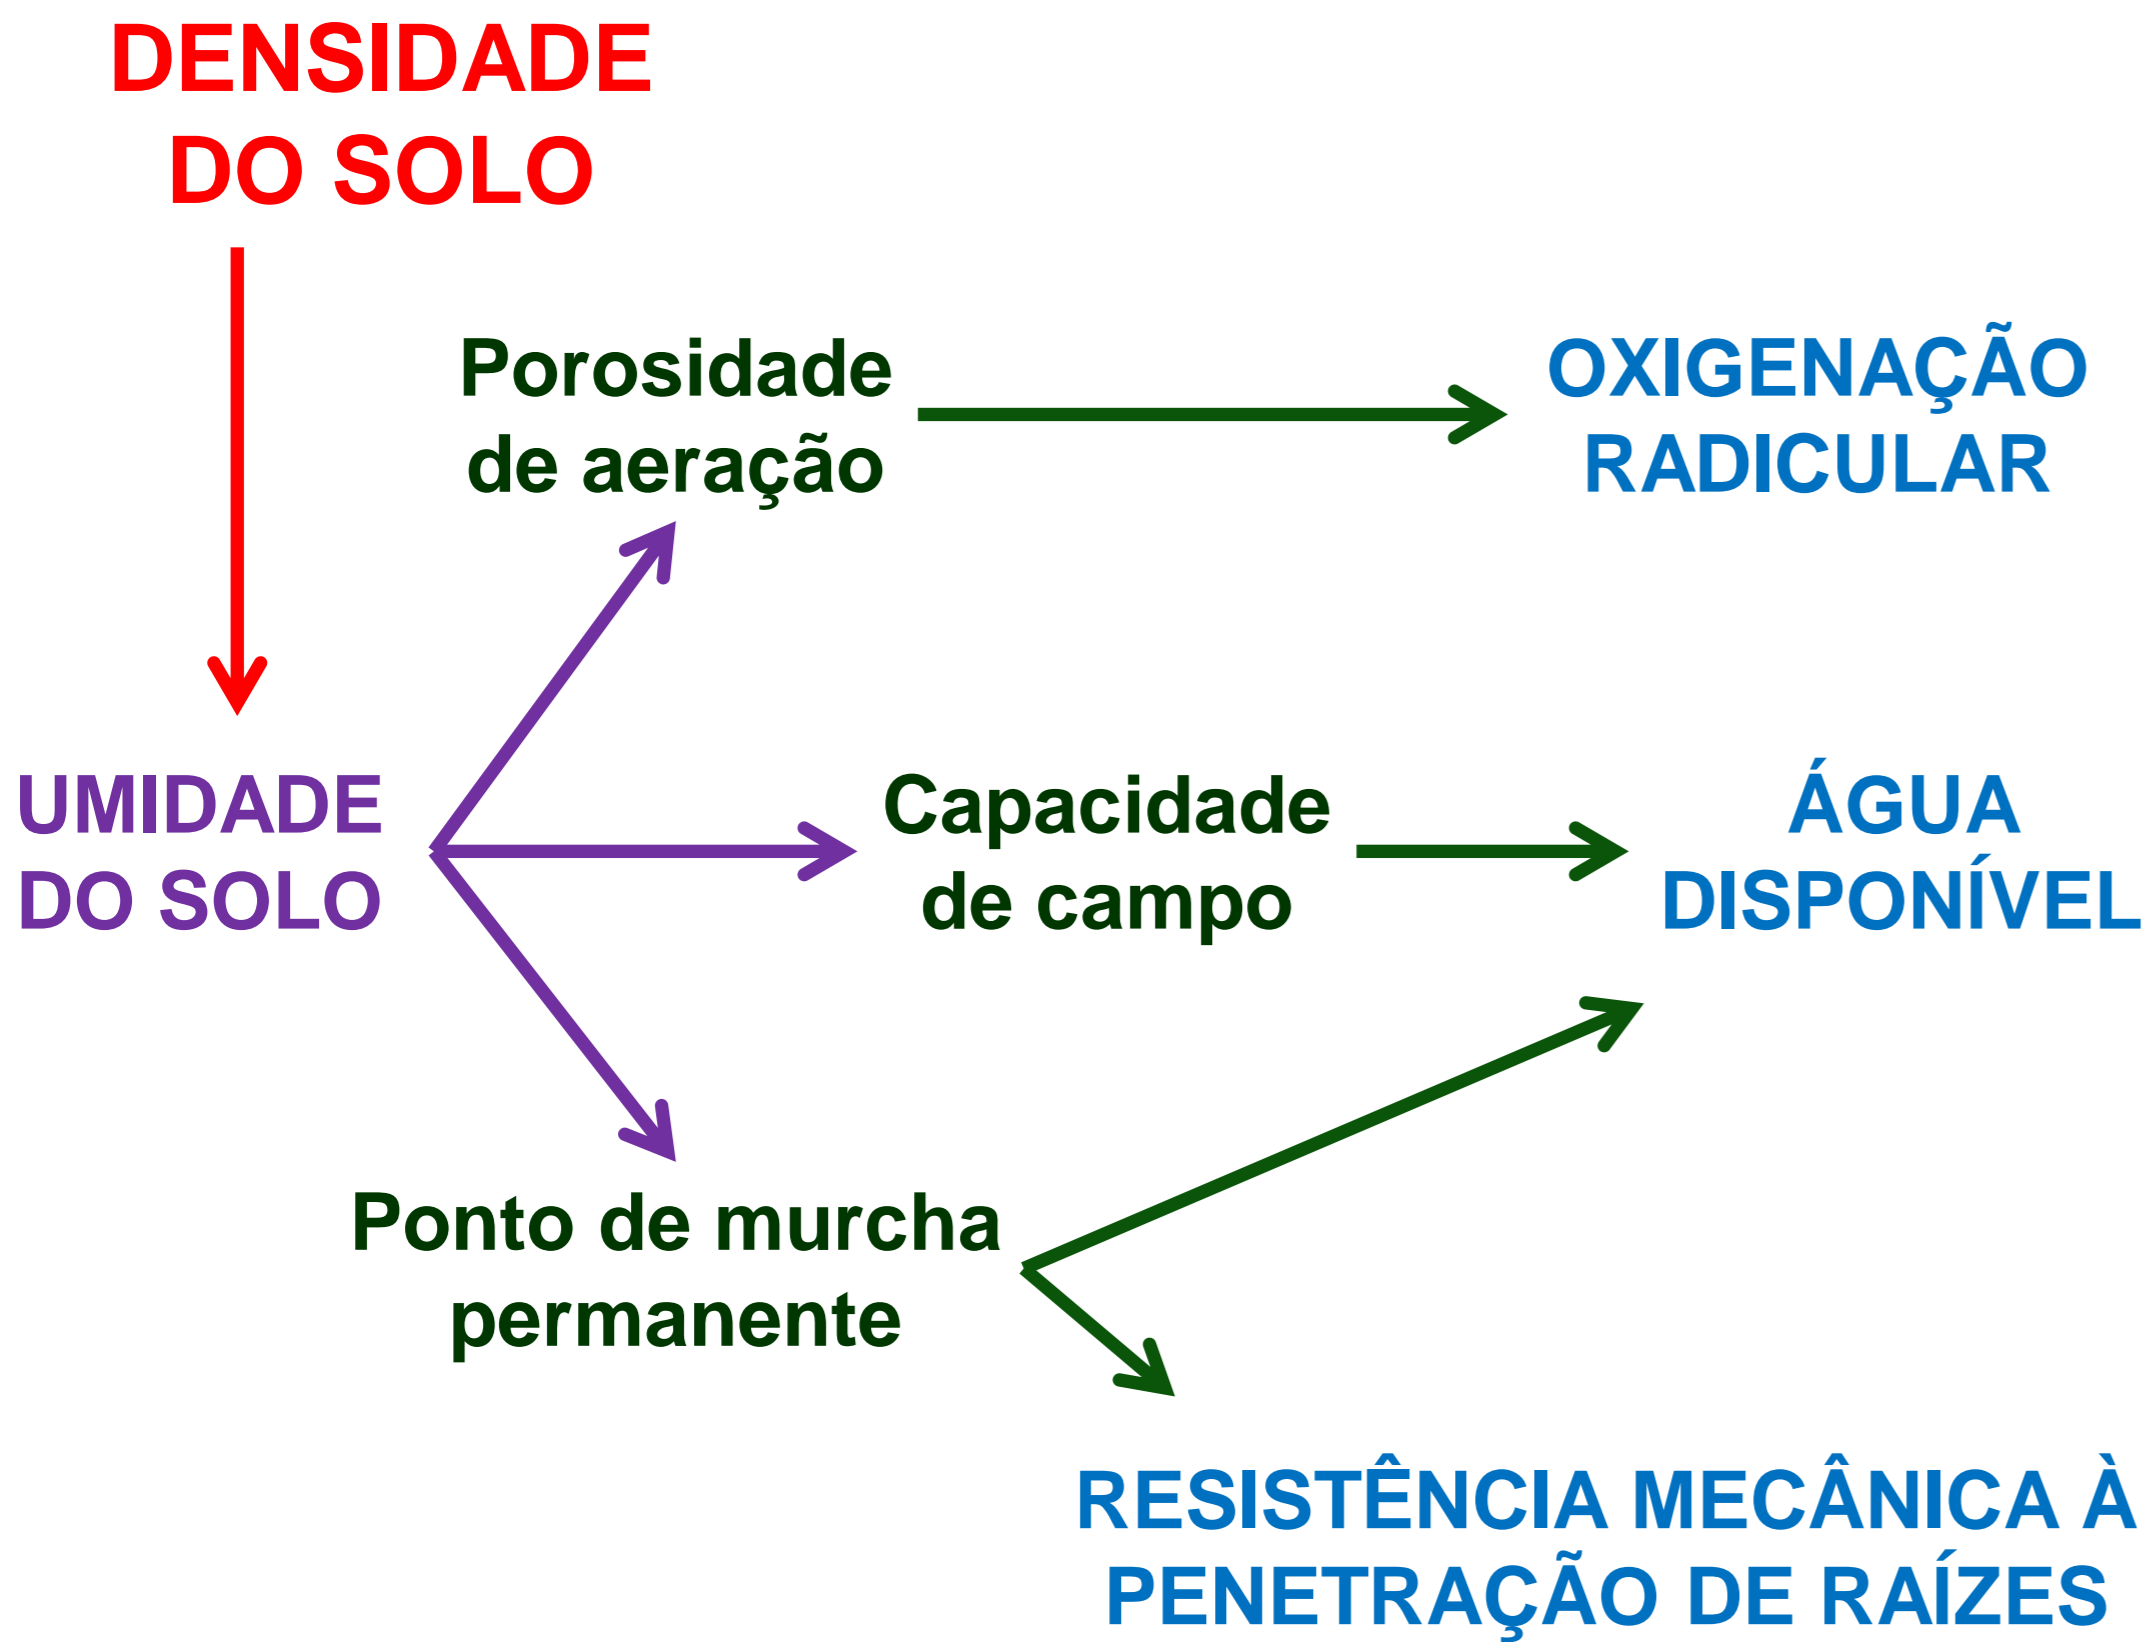 DENSIDADE
DO SOLO
Porosidade
de aeração
OXIGENAÇÃO
RADICULAR
UMIDADE
DO SOLO
Capacidade
de campo
ÁGUA
DISPONÍVEL
Ponto de murcha
permanente
RESISTÊNCIA MECÂNICA À
PENETRAÇÃO DE RAÍZES